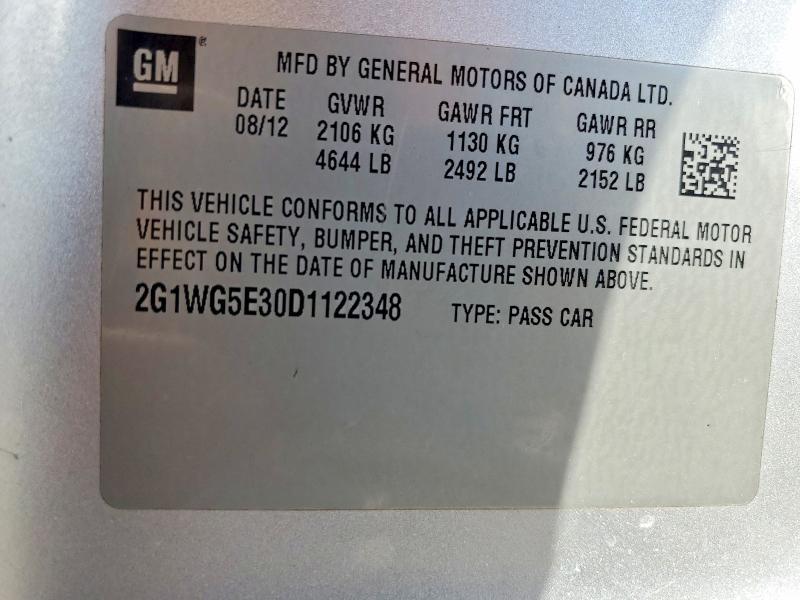 GM®
MFD BY GENERAL MOTORS OF CANADA LTD.
DATE GVWR GAWR FRT GAWR RR
08/12 2106 KG 1130 KG 976 KG
4644 LB 2492 LB 2152 LB
THIS VEHICLE CONFORMS TO ALL APPLICABLE U.S. FEDERAL MOTOR
VEHICLE SAFETY, BUMPER, AND THEFT PREVENTION STANDARDS IN
EFFECT ON THE DATE OF MANUFACTURE SHOWN ABOVE.
2G1WG5E30D1122348 TYPE: PASS CAR